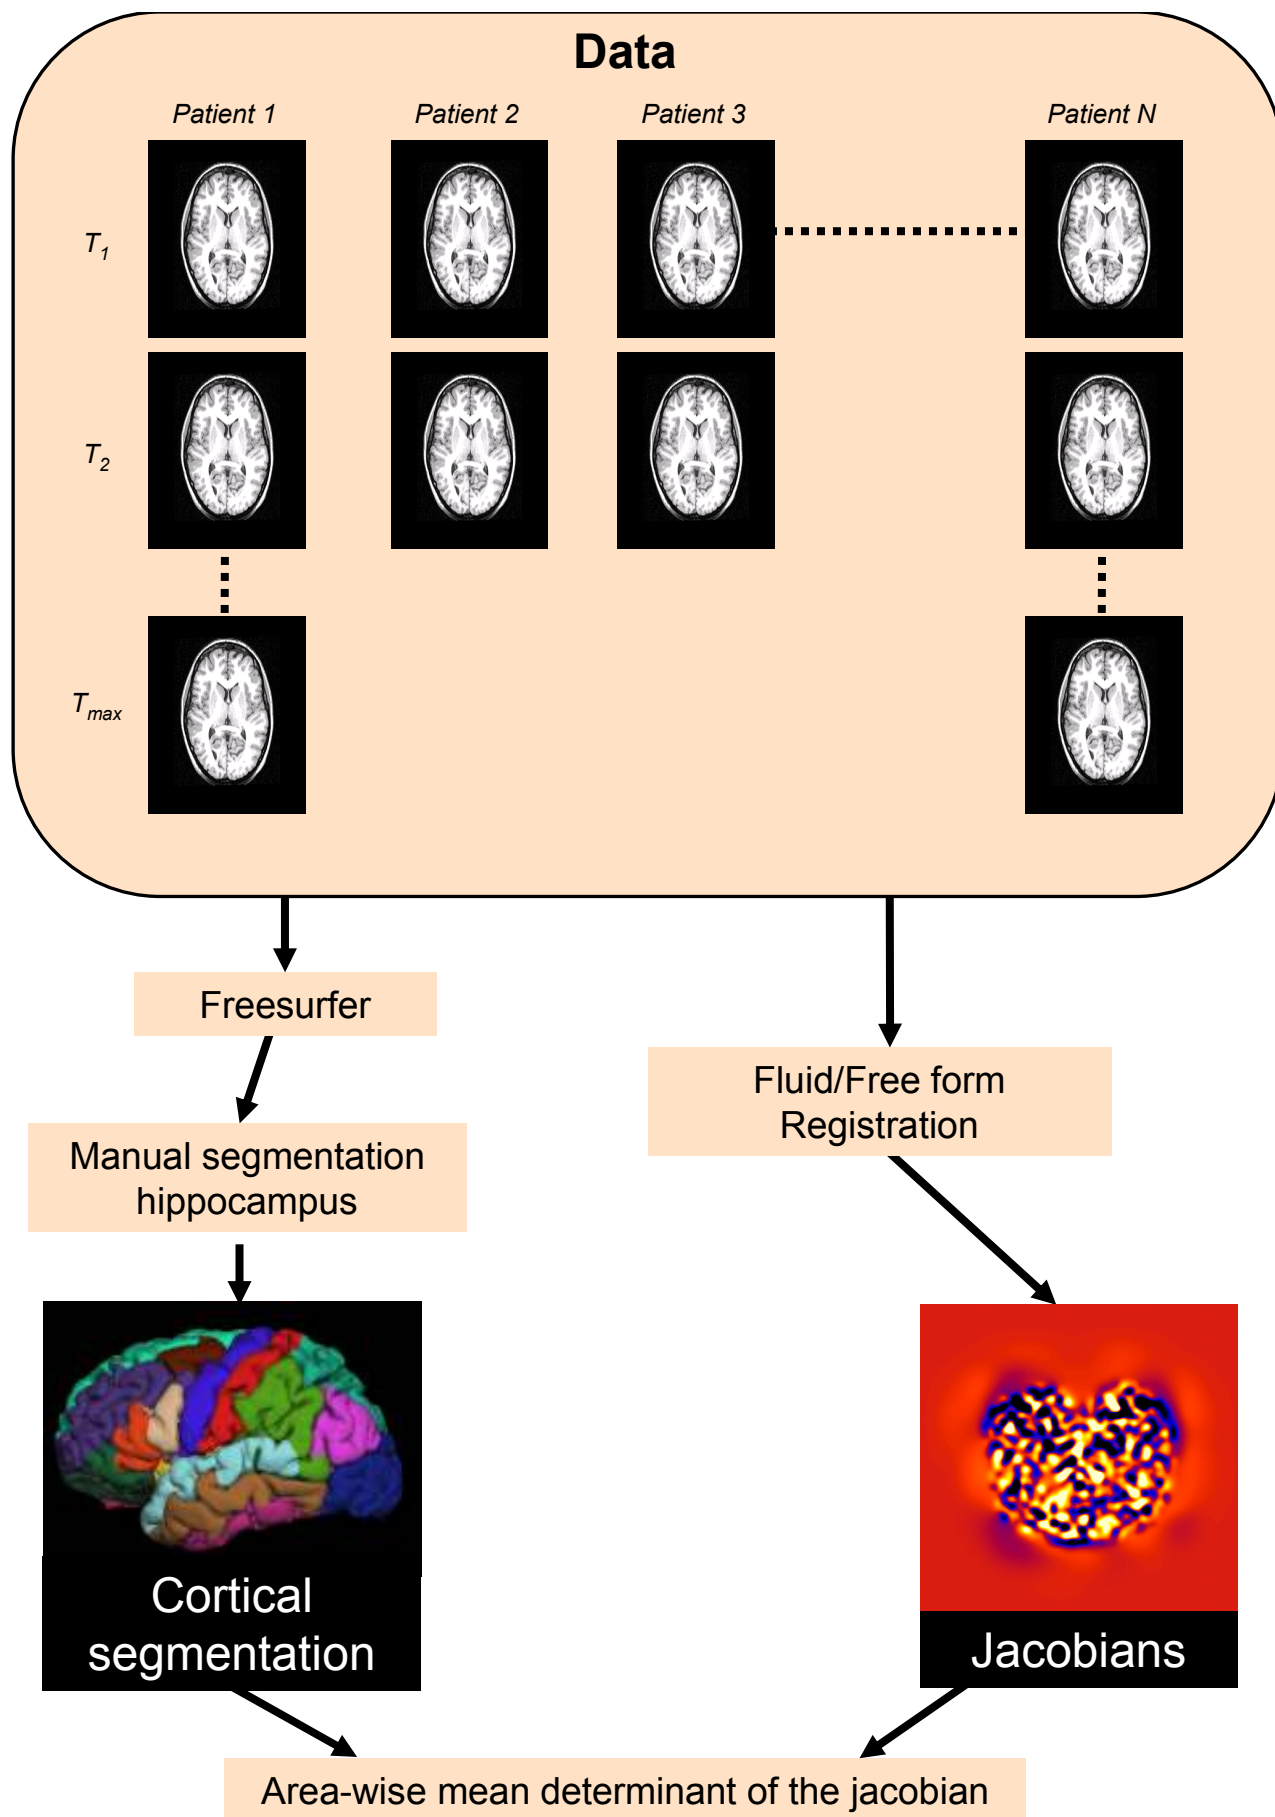 Data
Patient 1 Patient 2 Patient 3 Patient N
T1
T2
Tmax
Freesurfer
Fluid/Free form
Registration
Manual segmentation
hippocampus
Cortical
segmentation
Jacobians
Area-wise mean determinant of the jacobian